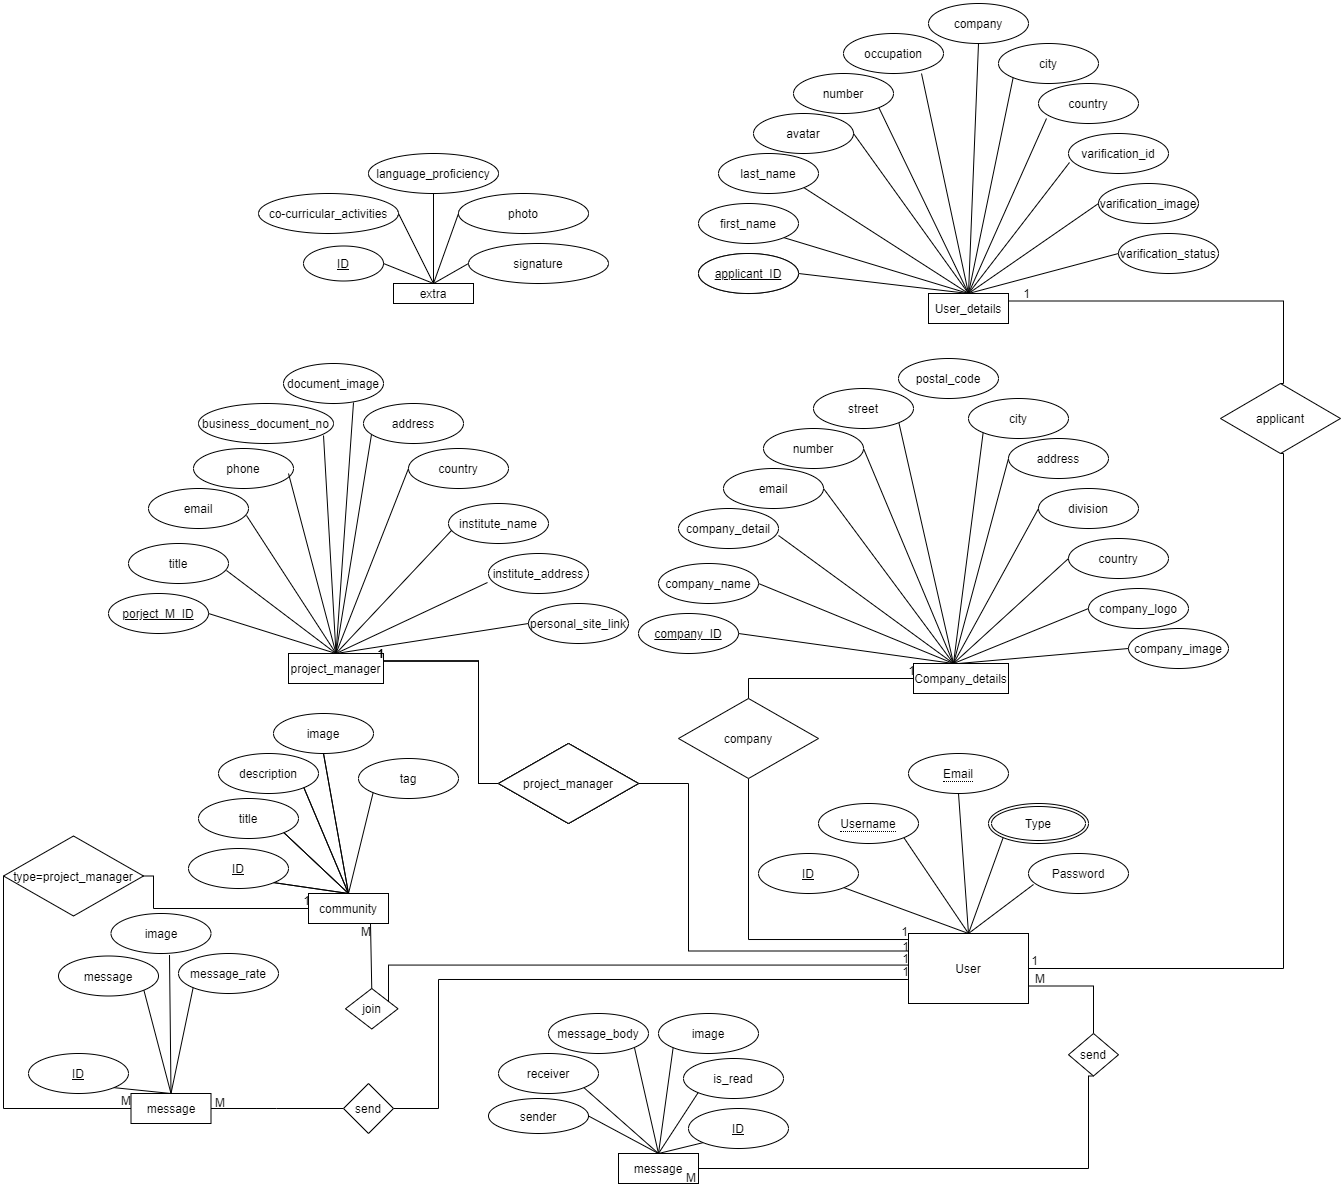 company
occupation
city
number
country
avatar
varification_id
last_name
varification_image
first_name
varification_status
applicant_ID
User_details
1
language_proficiency
co-curricular_activities
photo
ID
signature
extra
applicant
document_image
business_document_no
address
phone
country
email
institute_name
title
institute_address
porject_M_ID
personal_site_link
project_manager
1
postal_code
street
city
number
address
email
division
company_detail
country
company_name
company_logo
company_ID
company_image
1
Company_details
company
project_manager
image
description
tag
title
ID
1
community
M
type=project_manager
image
message
message_rate
ID
M
message
M
join
send
Email
Username
Type
ID
Password
1
1
1
1
User
1
M
send
message_body
image
receiver
is_read
sender
ID
message
M